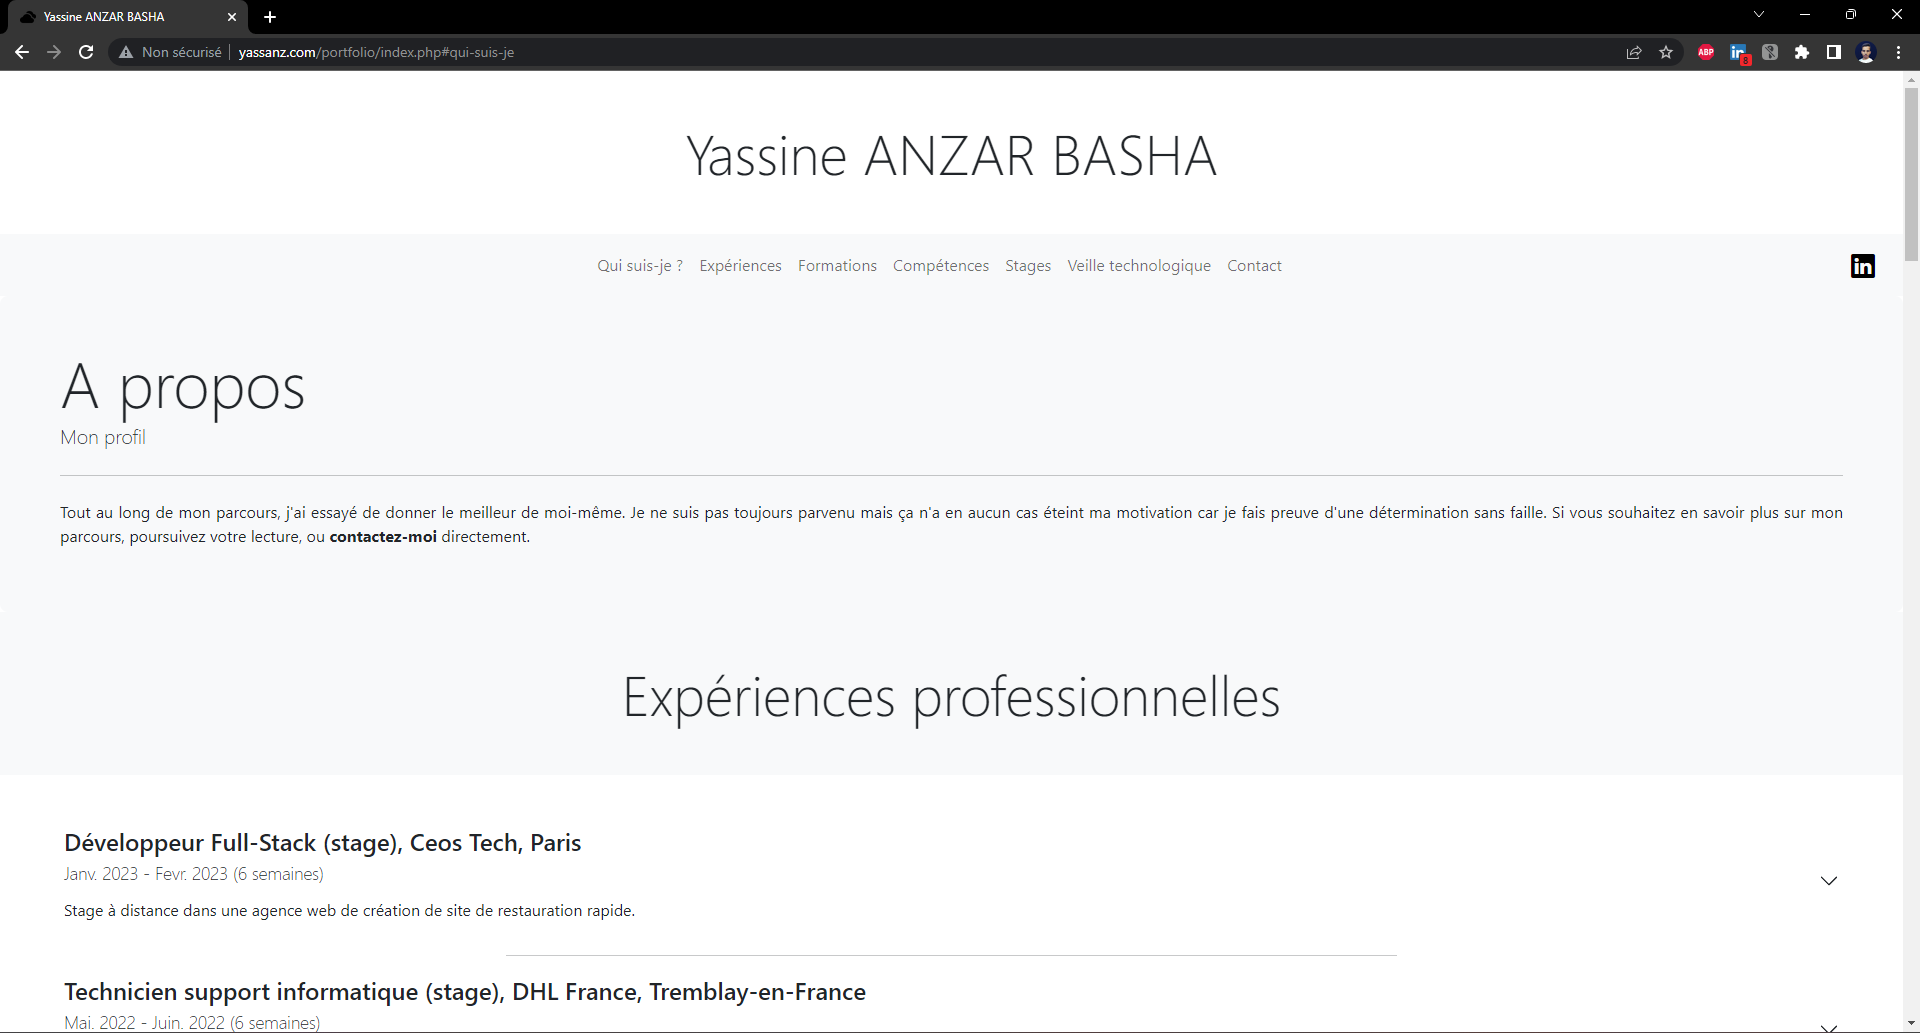 Yassine ANZAR BASHA
Non sécurisé yassanz.com/portfolio/index.php#qui-suis-je
ABP
in
8
Yassine ANZAR BASHA
Qui suis-je ? Expériences Formations Compétences Stages Veille technologique Contact
in
A propos
Mon profil
Tout au long de mon parcours, j'ai essayé de donner le meilleur de moi-même. Je ne suis pas toujours parvenu mais ça n'a en aucun cas éteint ma motivation car je fais preuve d'une détermination sans faille. Si vous souhaitez en savoir plus sur mon
parcours, poursuivez votre lecture, ou contactez-moi directement.
Expériences professionnelles
Développeur Full-Stack (stage), Ceos Tech, Paris
Janv. 2023 - Fevr. 2023 (6 semaines)
Stage à distance dans une agence web de création de site de restauration rapide.
Technicien support informatique (stage), DHL France, Tremblay-en-France
Mai. 2022 - Juin. 2022 (6 semaines)